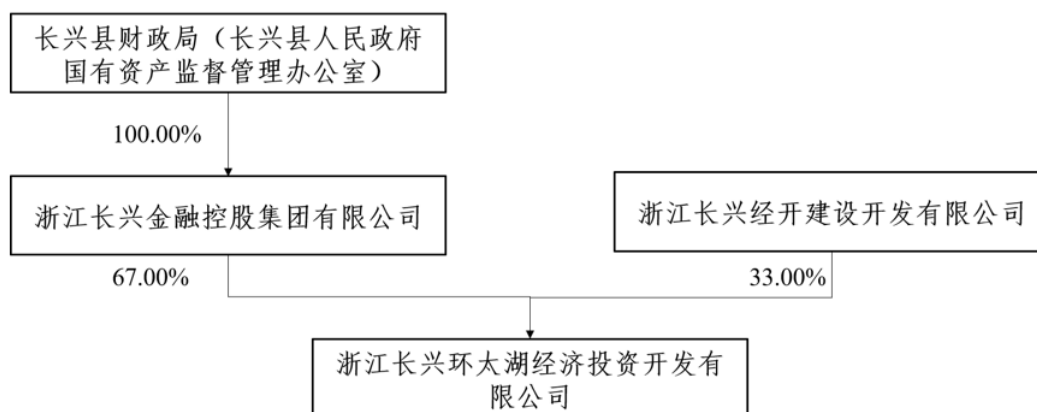 长兴县财政局（长兴县人民政府
国有资产监督管理办公室）
100.00%
浙江长兴金融控股集团有限公司
浙江长兴经开建设开发有限公司
67.00%
33.00%
浙江长兴环太湖经济投资开发有
限公司